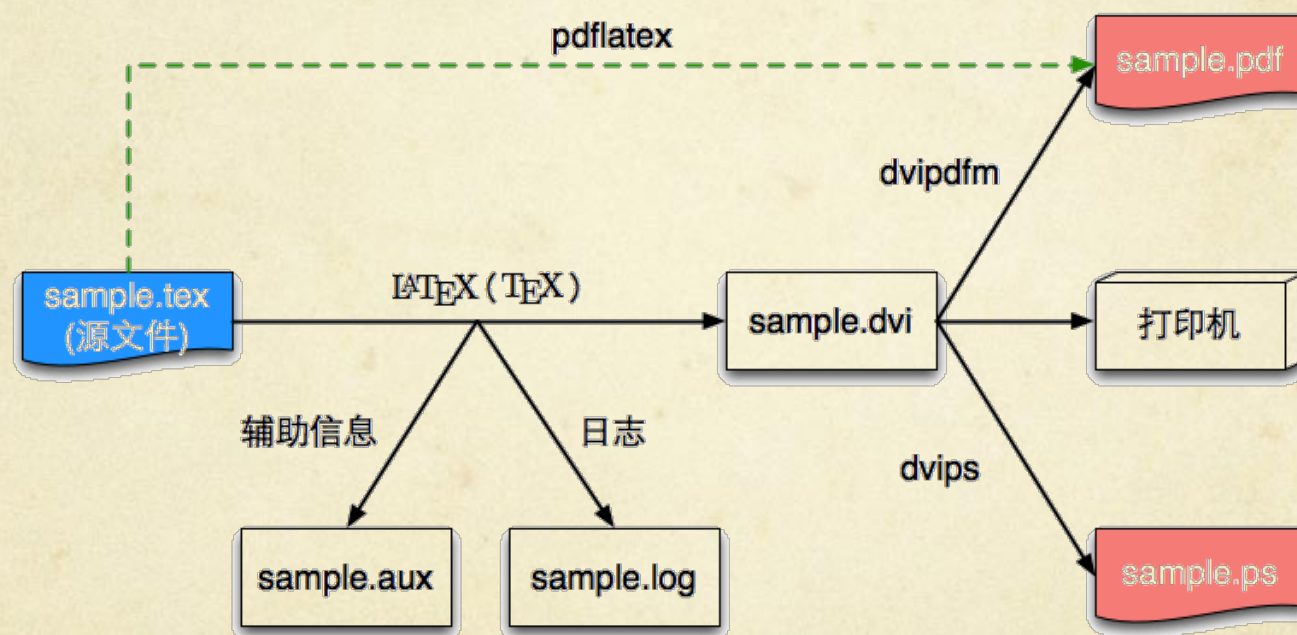 pdflatex
sample.pdf
dvipdfm
sample.tex
(源文件)
LATEX (TEX)
sample.dvi
打印机
辅助信息
日志
dvips
sample.aux
sample.log
sample.ps